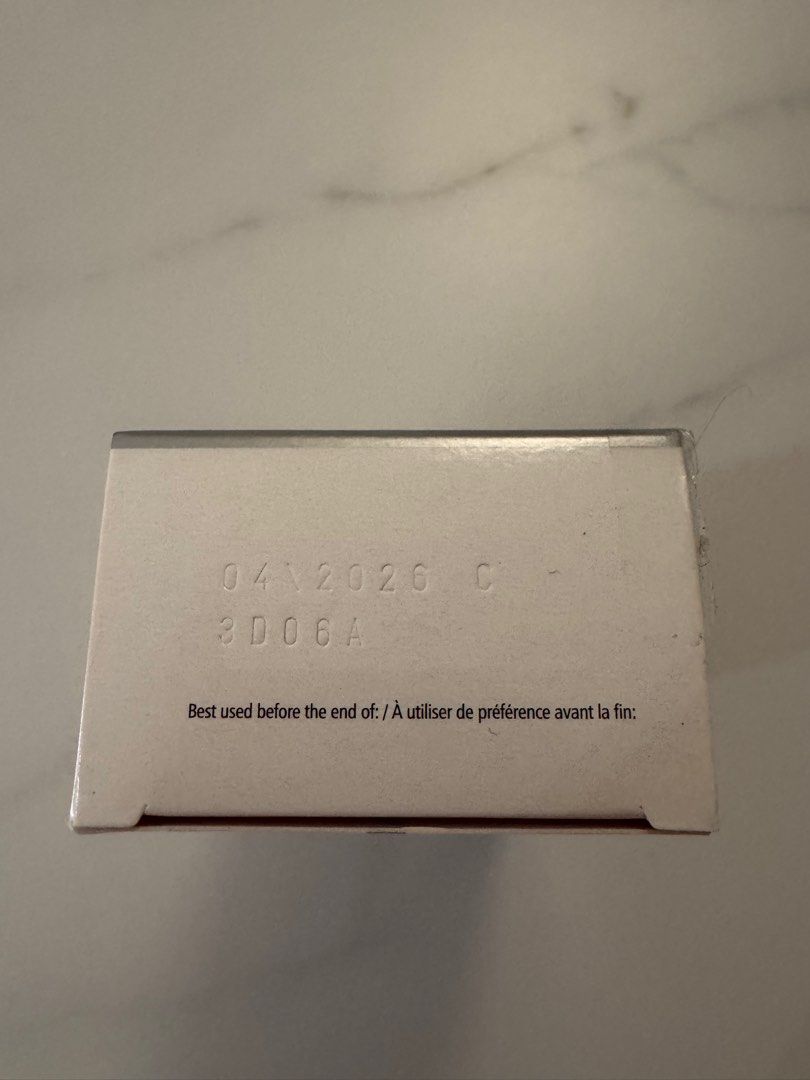 04\2026 C
3D06A
Best used before the end of: / À utiliser de préférence avant la fin: